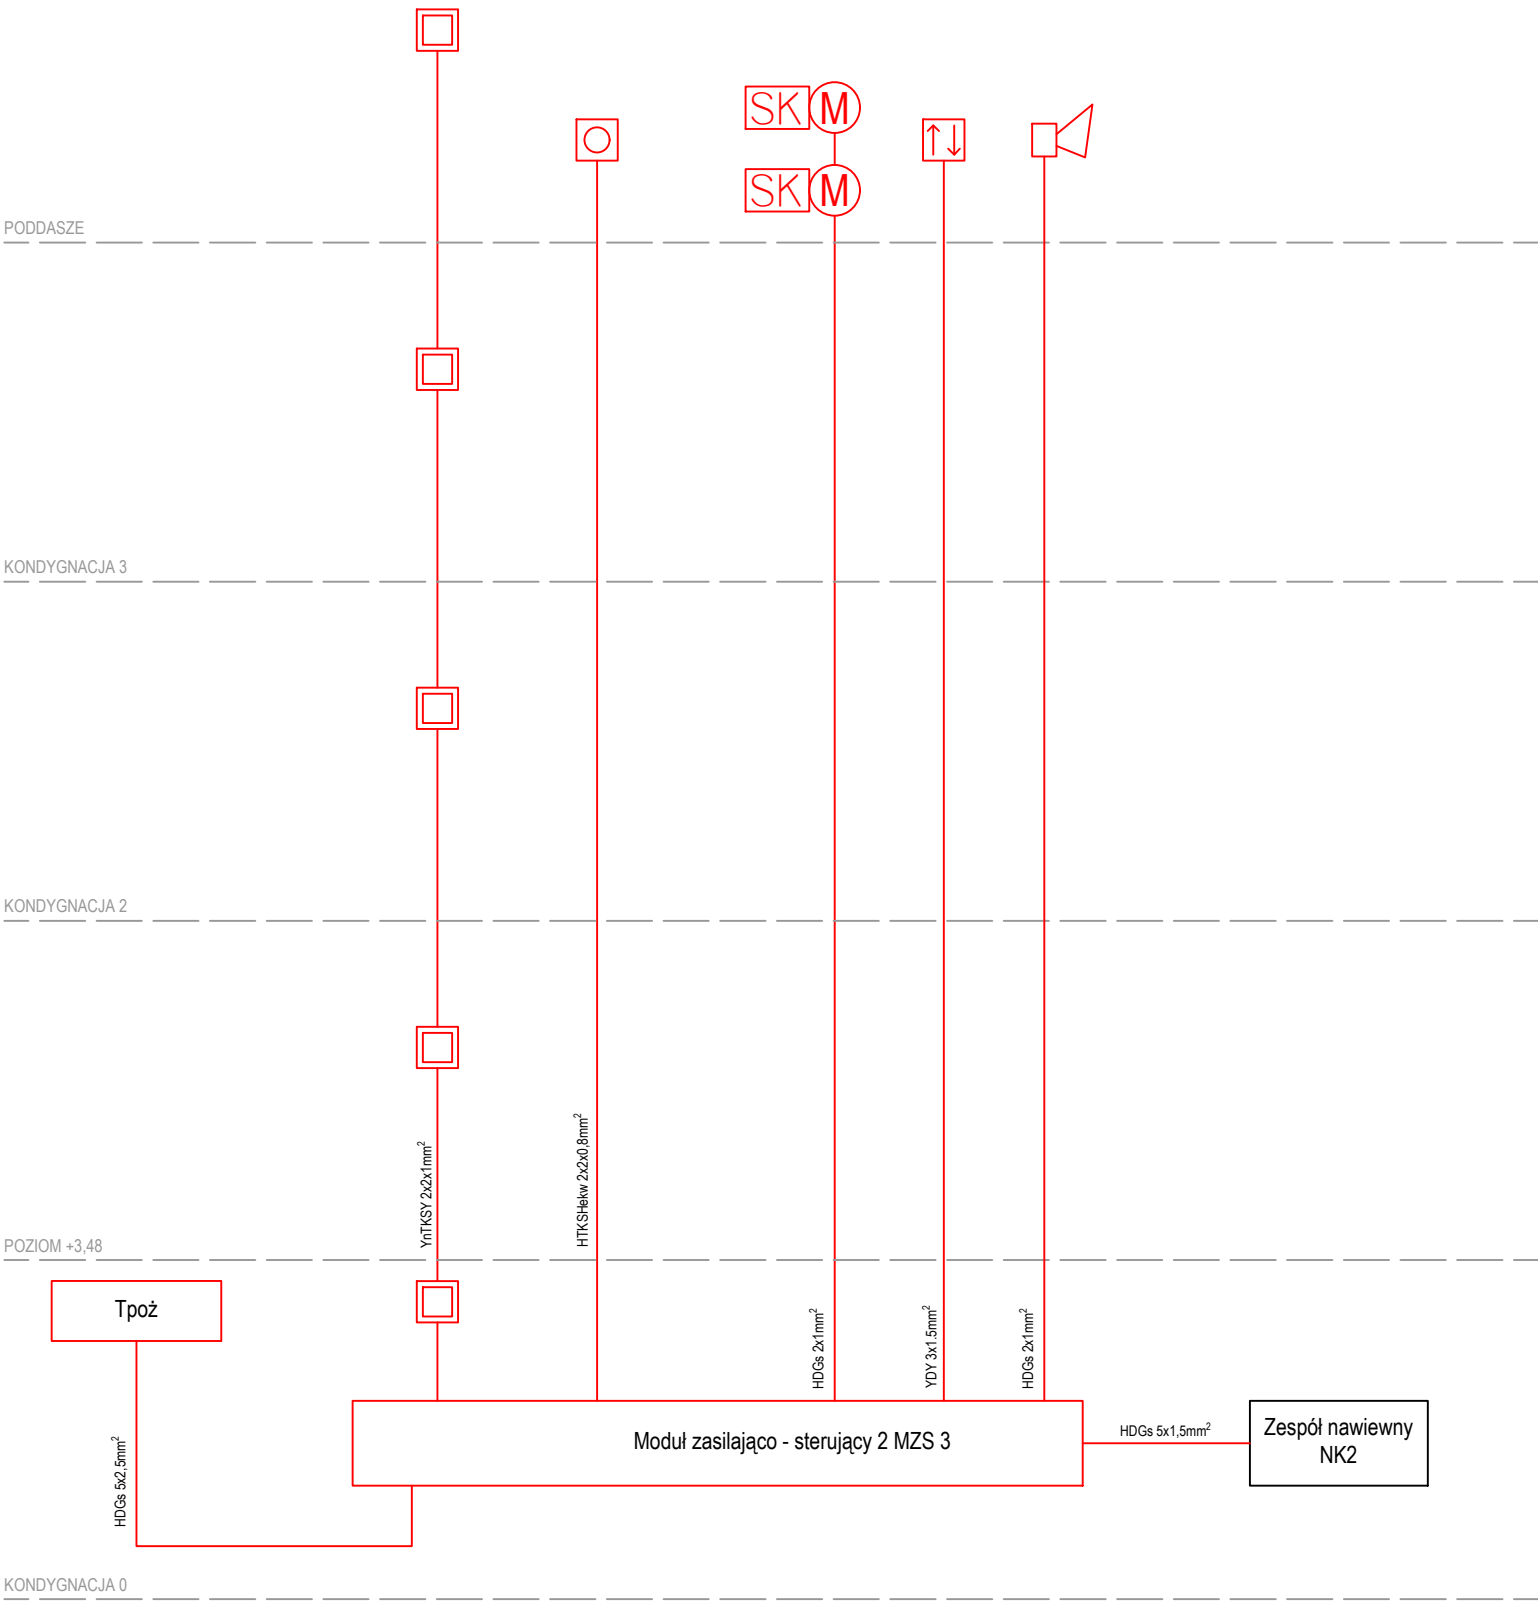 SK M
SK M
PODDASZE
KONDYGNACJA 3
KONDYGNACJA 2
YnTKSY 2x2x1mm²
HTKSHekw 2x2x0,8mm²
POZIOM +3,48
Tpoż
HDGs 2x1mm²
YDY 3x1.5mm²
HDGs 2x1mm²
HDGs 5x2,5mm²
Moduł zasilająco - sterujący 2 MZS 3
HDGs 5x1,5mm²
Zespół nawiewny
NK2
KONDYGNACJA 0